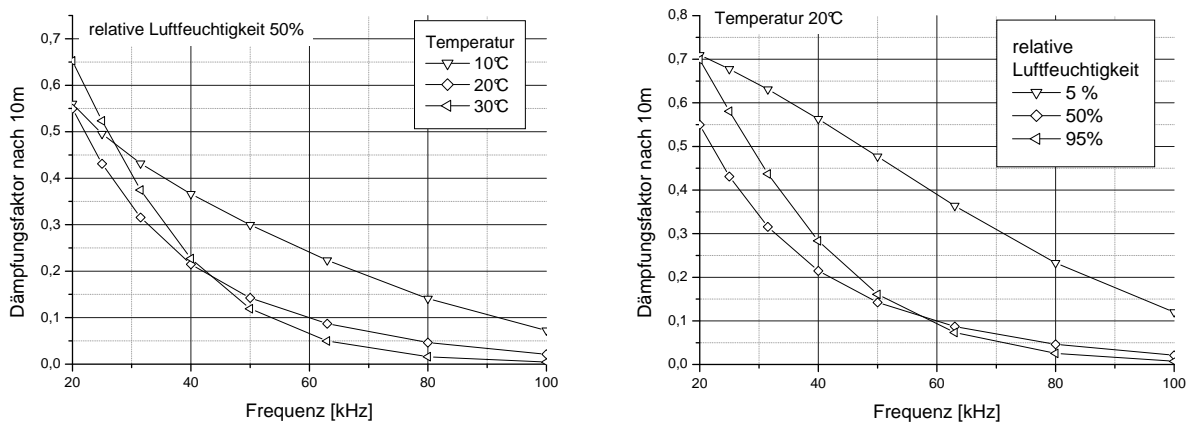 relative Luftfeuchtigkeit 50%
Temperatur
10°C
20°C
30°C
0,7
0,6
0,5
0,4
0,3
0,2
0,1
0,0
Dämpfungsfaktor nach 10m
20 40 60 80 100
Frequenz [kHz]
Temperatur 20°C
relative
Luftfeuchtigkeit
5 %
50%
95%
0,8
0,7
0,6
0,5
0,4
0,3
0,2
0,1
0,0
Dämpfungsfaktor nach 10m
20 40 60 80 100
Frequenz [kHz]